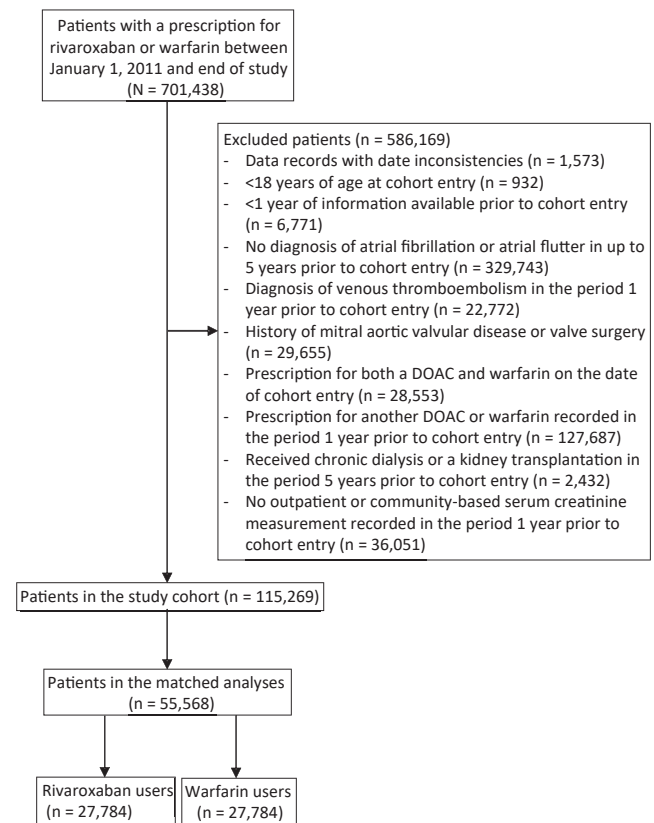 Patients with a prescription for
rivaroxaban or warfarin between
January 1, 2011 and end of study
(N = 701,438)
Excluded patients (n = 586,169)
- Data records with date inconsistencies (n = 1,573)
- <18 years of age at cohort entry (n = 932)
- <1 year of information available prior to cohort entry
(n = 6,771)
- No diagnosis of atrial fibrillation or atrial flutter in up to
5 years prior to cohort entry (n = 329,743)
- Diagnosis of venous thromboembolism in the period 1
year prior to cohort entry (n = 22,772)
- History of mitral aortic valvular disease or valve surgery
(n = 29,655)
- Prescription for both a DOAC and warfarin on the date
of cohort entry (n = 28,553)
- Prescription for another DOAC or warfarin recorded in
the period 1 year prior to cohort entry (n = 127,687)
- Received chronic dialysis or a kidney transplantation in
the period 5 years prior to cohort entry (n = 2,432)
- No outpatient or community-based serum creatinine
measurement recorded in the period 1 year prior to
cohort entry (n = 36,051)
Patients in the study cohort (n = 115,269)
Patients in the matched analyses
(n = 55,568)
Rivaroxaban users
(n = 27,784)
Warfarin users
(n = 27,784)